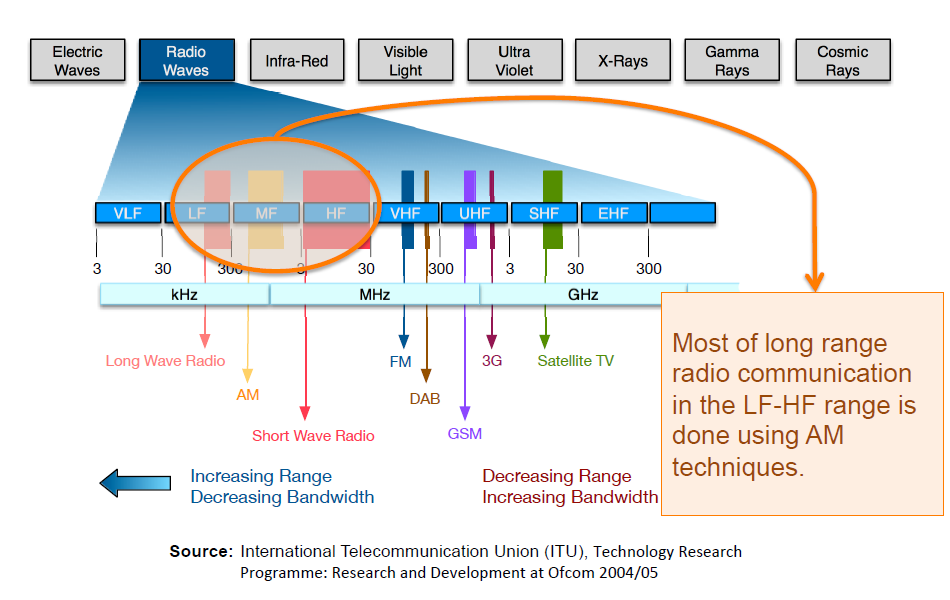 Electric Waves
Radio Waves
Infra-Red
Visible Light
Ultra Violet
X-Rays
Gamma Rays
Cosmic Rays
VLF LF MF HF VHF UHF SHF EHF
3 30 300 3 30 300 3 30 300
kHz MHz GHz
Long Wave Radio
AM
Short Wave Radio
FM
DAB
GSM
3G
Satellite TV
Most of long range
radio communication
in the LF-HF range is
done using AM
techniques.
Increasing Range
Decreasing Bandwidth
Decreasing Range
Increasing Bandwidth
Source: International Telecommunication Union (ITU), Technology Research
Programme: Research and Development at Ofcom 2004/05